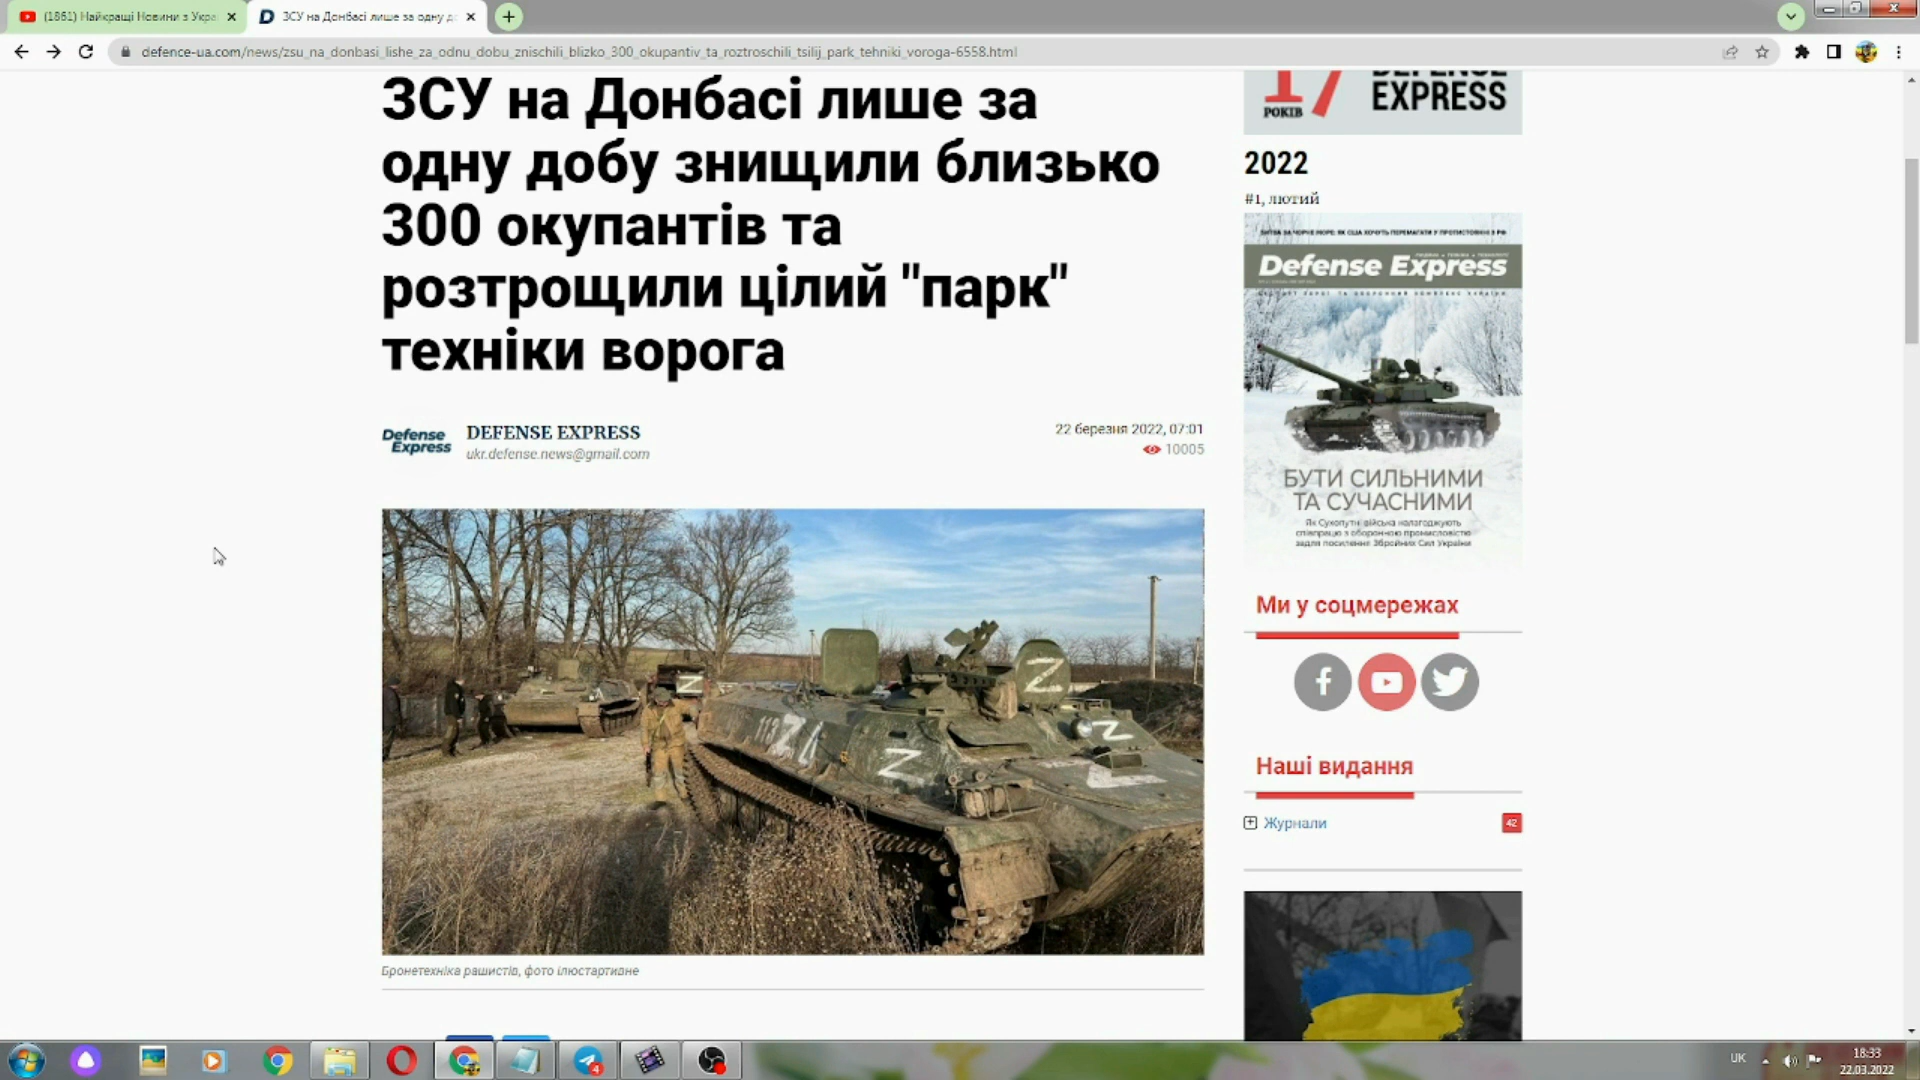 (1861) Найкращі Новини з Укра
ЗСУ на Донбасі лише за одну д
defence-ua.com/news/zsu_na_donbasi_lishe_za_odnu_dobu_znischili_blizko_300_okupantiv_ta_roztroschili_tsilij_park_tehniki_voroga-6558.html
ЗСУ на Донбасі лише за
одну добу знищили близько
300 окупантів та
розтрощили цілий "парк"
техніки ворога
Defense
Express
DEFENSE EXPRESS
ukr.defense.news@gmail.com
22 березня 2022, 07:01
10005
113
Z
Z
Z
Z
Z
Бронетехніка рашистів, фото ілюстартивне
17
РОКІВ
DEFENSE
EXPRESS
2022
#1, лютий
БИТВА ЗА ЧОРНЕ МОРЕ: ЯК США ХОЧУТЬ ПЕРЕМАГАТИ У ПРОТИСТОЯННІ З РФ
Defense Express
БУТИ СИЛЬНИМИ
ТА СУЧАСНИМИ
Як Сухопутні війська налагоджують
співпрацю з оборонною промисловістю
задля посилення Збройних Сил України
Ми у соцмережах
Наші видання
Журнали
42
4
UK
18:33
22.03.2022